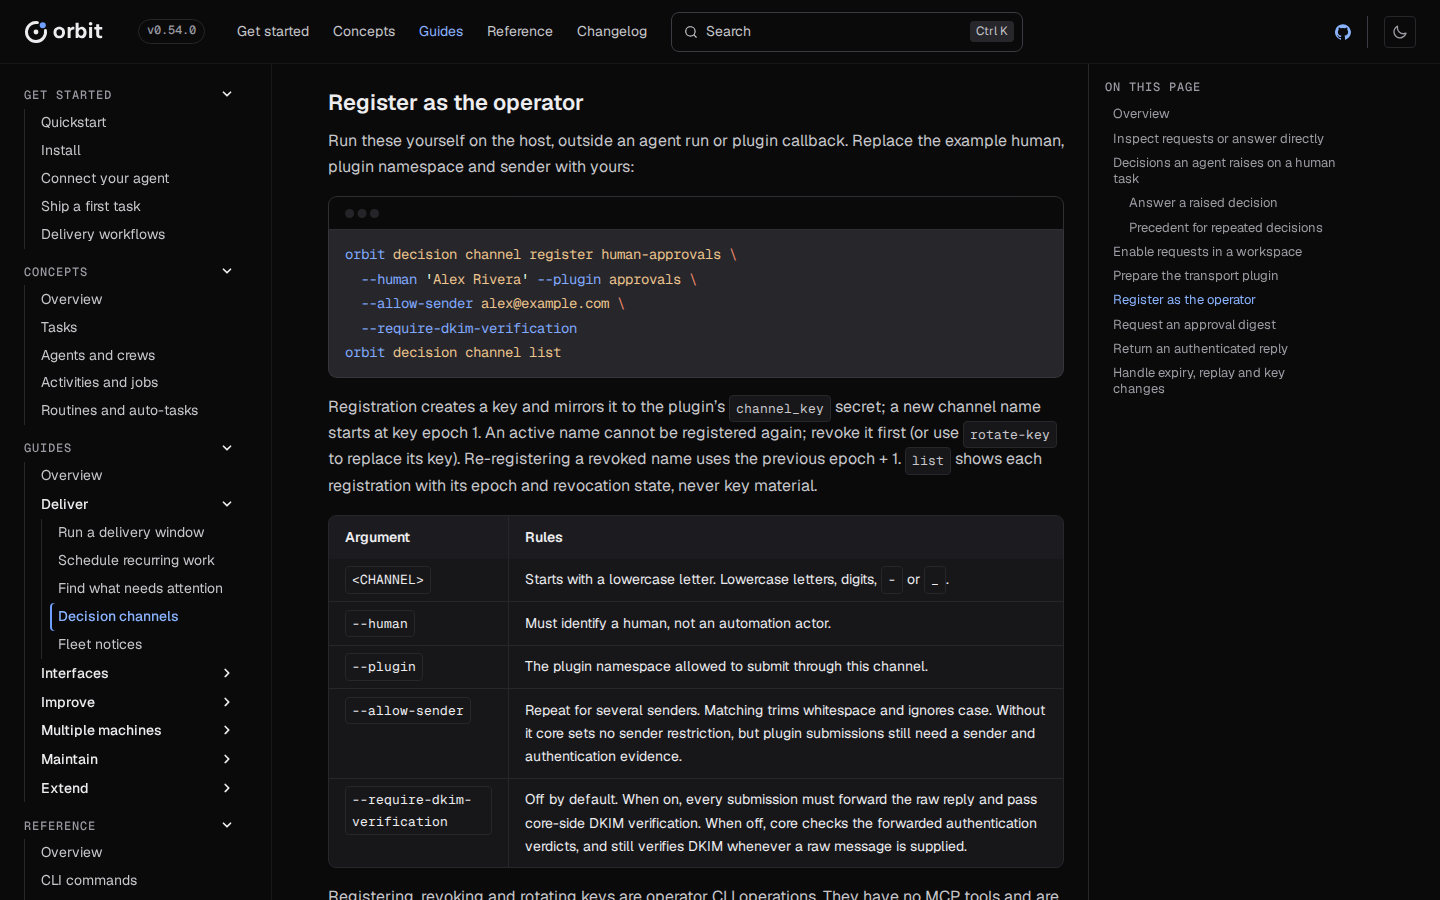 orbit
v0.54.0
Get started
Concepts
Guides
Reference
Changelog
Search
Ctrl K
GET STARTED
Quickstart
Install
Connect your agent
Ship a first task
Delivery workflows
CONCEPTS
Overview
Tasks
Agents and crews
Activities and jobs
Routines and auto-tasks
GUIDES
Overview
Deliver
Run a delivery window
Schedule recurring work
Find what needs attention
Decision channels
Fleet notices
Interfaces
Improve
Multiple machines
Maintain
Extend
REFERENCE
Overview
CLI commands
Register as the operator
Run these yourself on the host, outside an agent run or plugin callback. Replace the example human,
plugin namespace and sender with yours:
orbit decision channel register human-approvals \
  --human 'Alex Rivera' --plugin approvals \
  --allow-sender alex@example.com \
  --require-dkim-verification
orbit decision channel list
Registration creates a key and mirrors it to the plugin’s channel_key secret; a new channel name
starts at key epoch 1. An active name cannot be registered again; revoke it first (or use rotate-key
to replace its key). Re-registering a revoked name uses the previous epoch + 1. list shows each
registration with its epoch and revocation state, never key material.
Argument
Rules
<CHANNEL>
Starts with a lowercase letter. Lowercase letters, digits, - or _.
--human
Must identify a human, not an automation actor.
--plugin
The plugin namespace allowed to submit through this channel.
--allow-sender
Repeat for several senders. Matching trims whitespace and ignores case. Without
it core sets no sender restriction, but plugin submissions still need a sender and
authentication evidence.
--require-dkim-
verification
Off by default. When on, every submission must forward the raw reply and pass
core-side DKIM verification. When off, core checks the forwarded authentication
verdicts, and still verifies DKIM whenever a raw message is supplied.
Registering, revoking and rotating keys are operator CLI operations. They have no MCP tools and are
ON THIS PAGE
Overview
Inspect requests or answer directly
Decisions an agent raises on a human
task
Answer a raised decision
Precedent for repeated decisions
Enable requests in a workspace
Prepare the transport plugin
Register as the operator
Request an approval digest
Return an authenticated reply
Handle expiry, replay and key
changes